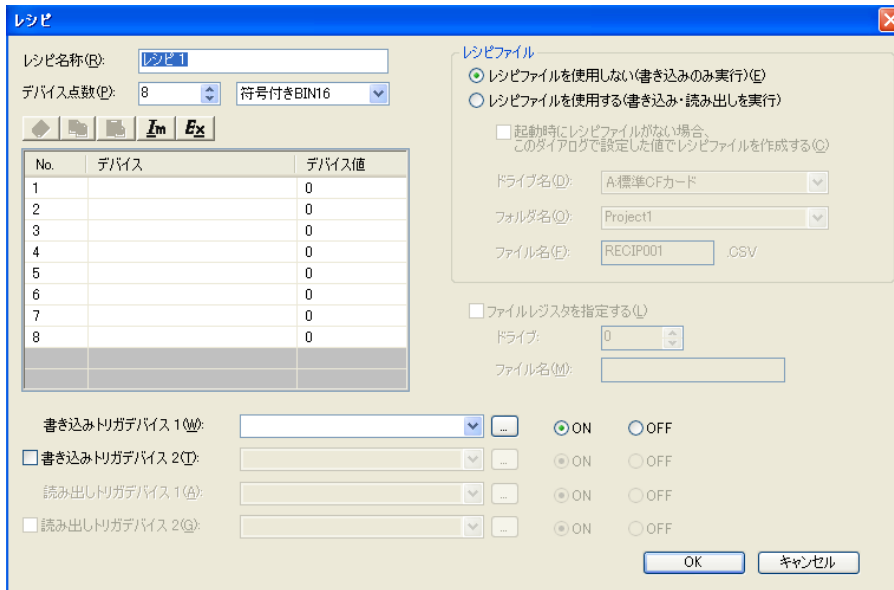 レシピ
レシピ名称(R): レシピ1
デバイス点数(P): 8 符号付きBIN16
Im Ex
No. デバイス デバイス値
1 0
2 0
3 0
4 0
5 0
6 0
7 0
8 0
レシピファイル
レシピファイルを使用しない(書き込みのみ実行)(E)
レシピファイルを使用する(書き込み・読み出しを実行)
起動時にレシピファイルがない場合、
このダイアログで設定した値でレシピファイルを作成する(C)
ドライブ名(D): A:標準CFカード
フォルダ名(O): Project1
ファイル名(F): RECIP001 .CSV
ファイルレジスタを指定する(L)
ドライブ: 0
ファイル名(M):
書き込みトリガデバイス1(W): ... ON OFF
書き込みトリガデバイス2(T): ... ON OFF
読み出しトリガデバイス1(A): ... ON OFF
読み出しトリガデバイス2(G): ... ON OFF
OK キャンセル